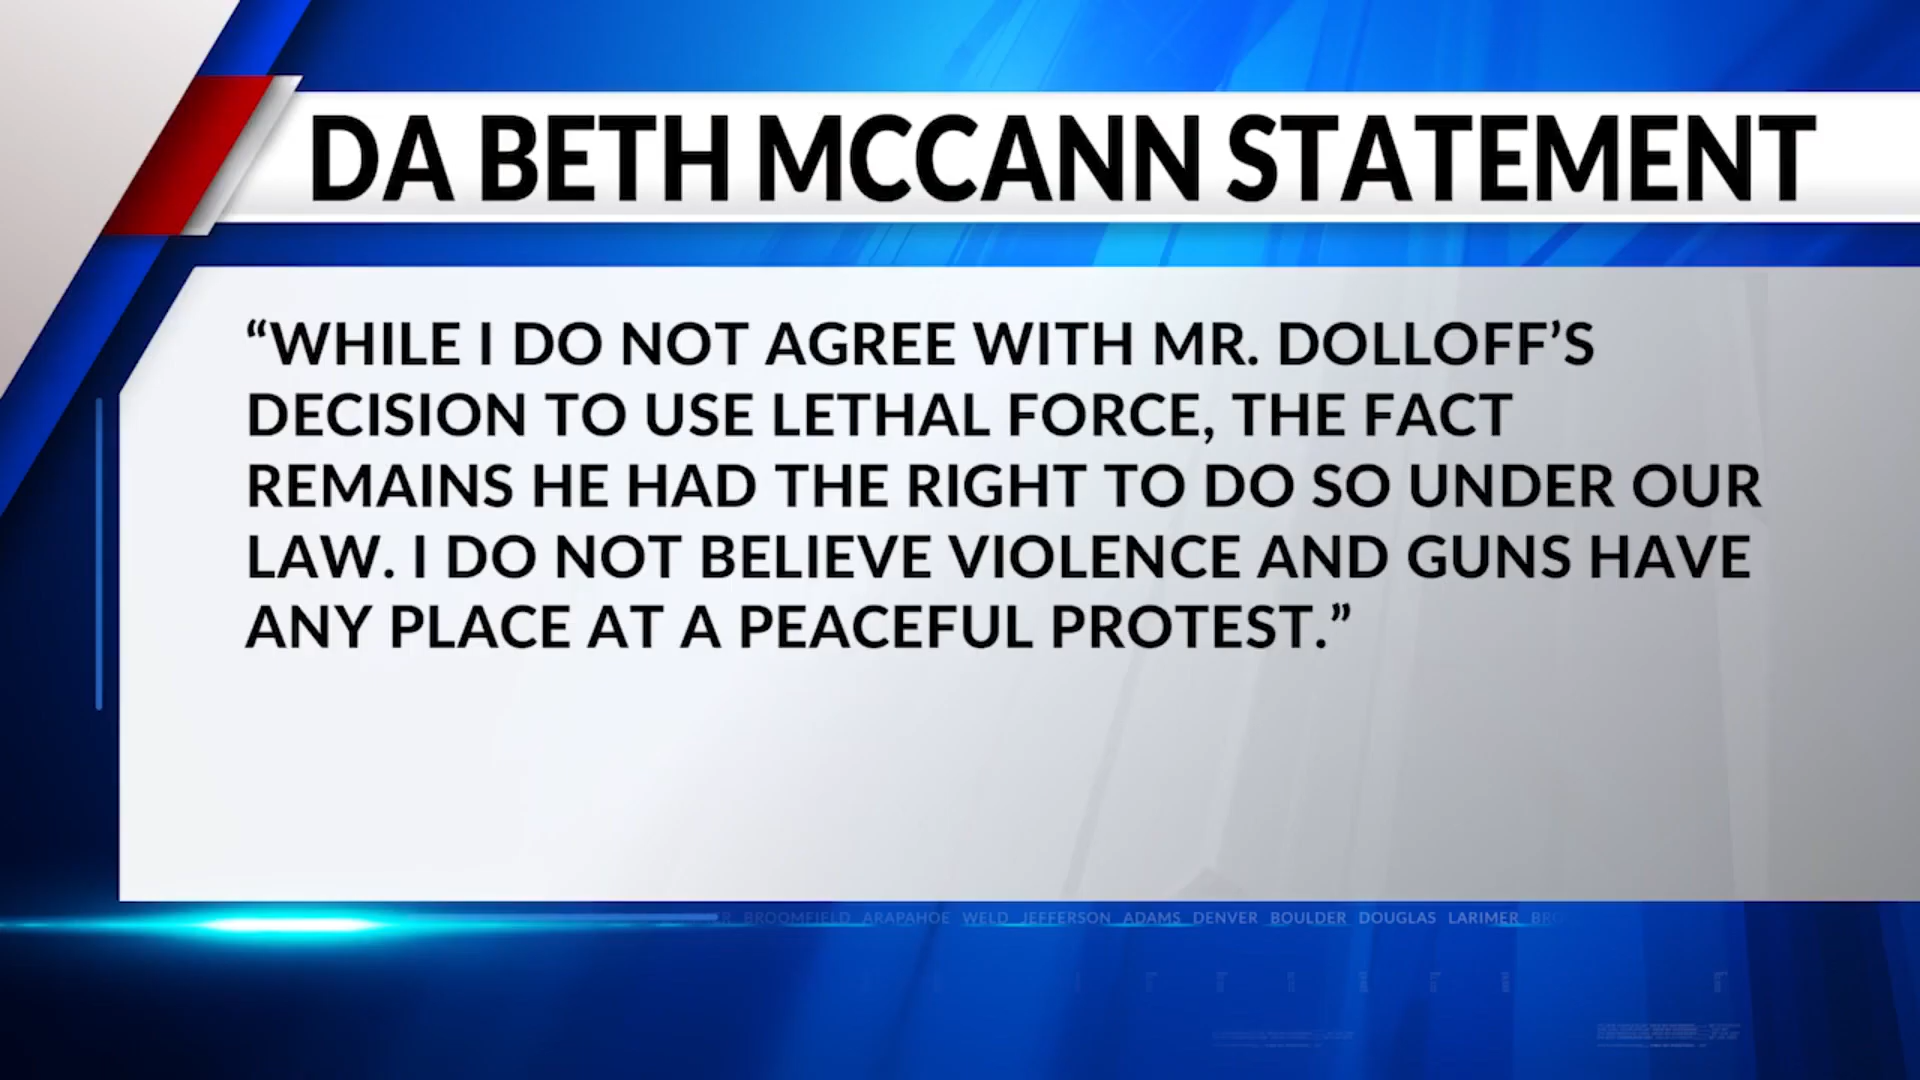 DA BETH MCCANN STATEMENT
“WHILE I DO NOT AGREE WITH MR. DOLLOFF’S
DECISION TO USE LETHAL FORCE, THE FACT
REMAINS HE HAD THE RIGHT TO DO SO UNDER OUR
LAW. I DO NOT BELIEVE VIOLENCE AND GUNS HAVE
ANY PLACE AT A PEACEFUL PROTEST.”
BROOMFIELD ARAPAHOE WELD JEFFERSON ADAMS DENVER BOULDER DOUGLAS LARIMER